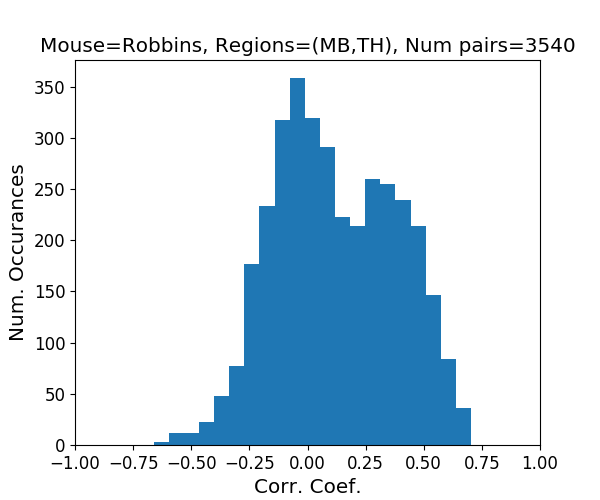 Mouse=Robbins, Regions=(MB,TH), Num pairs=3540
350
300
250
200
150
100
50
0
Num. Occurances
−1.00 −0.75 −0.50 −0.25 0.00 0.25 0.50 0.75 1.00
Corr. Coef.